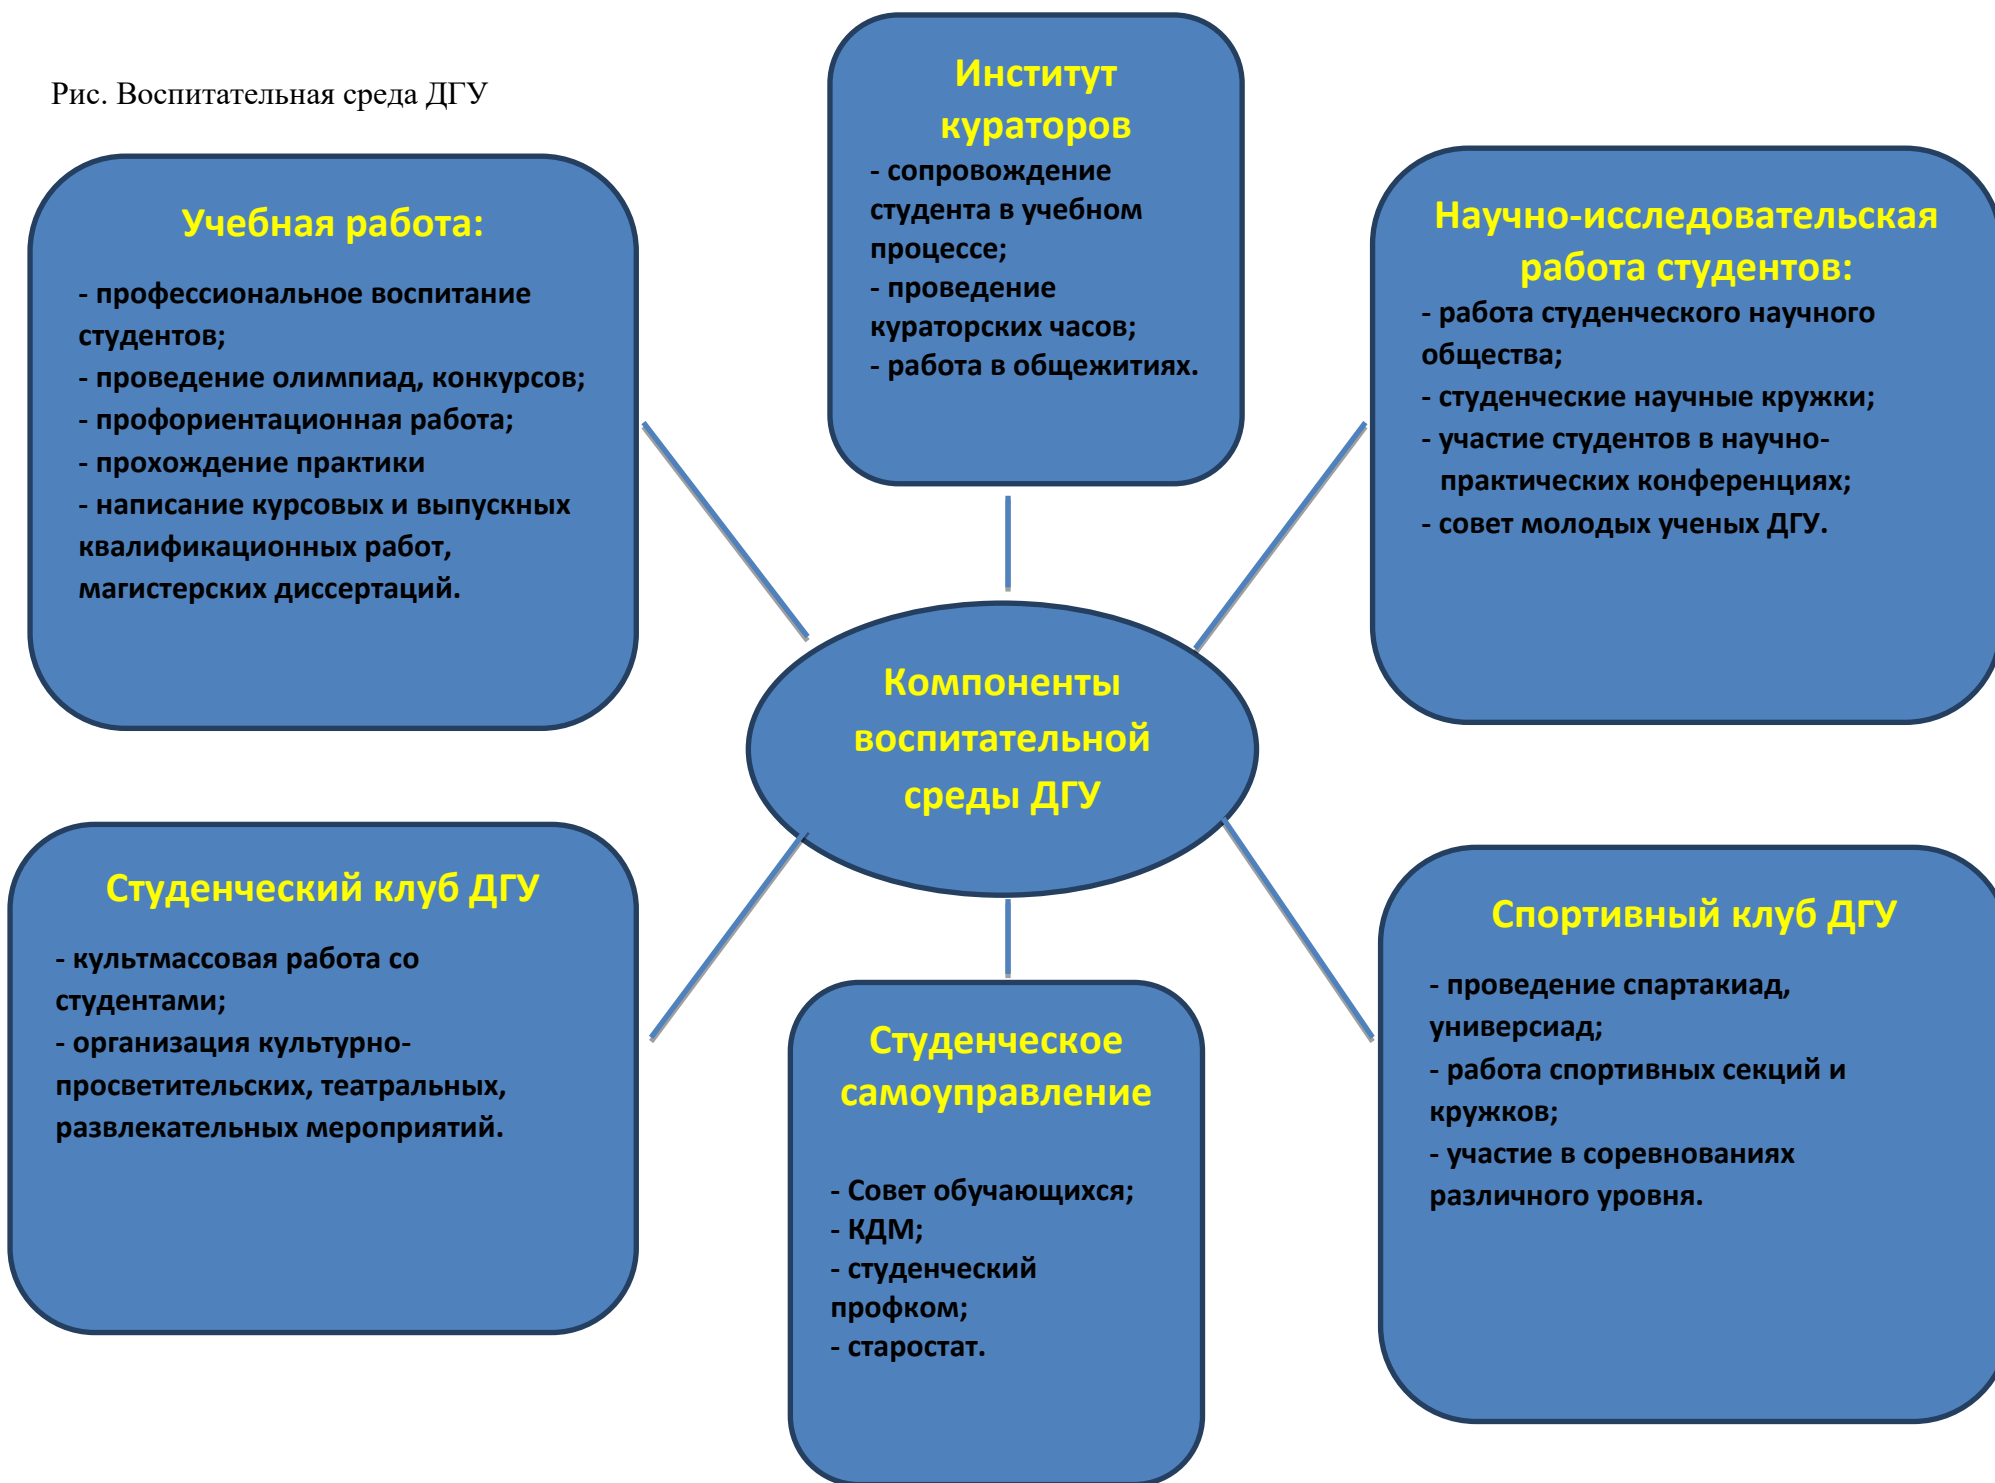 Рис. Воспитательная среда ДГУ
Институт
кураторов
- сопровождение
студента в учебном
процессе;
- проведение
кураторских часов;
- работа в общежитиях.
Учебная работа:
- профессиональное воспитание
студентов;
- проведение олимпиад, конкурсов;
- профориентационная работа;
- прохождение практики
- написание курсовых и выпускных
квалификационных работ,
магистерских диссертаций.
Научно-исследовательская
работа студентов:
- работа студенческого научного
общества;
- студенческие научные кружки;
- участие студентов в научно-
практических конференциях;
- совет молодых ученых ДГУ.
Компоненты
воспитательной
среды ДГУ
Студенческий клуб ДГУ
- культмассовая работа со
студентами;
- организация культурно-
просветительских, театральных,
развлекательных мероприятий.
Студенческое
самоуправление
- Совет обучающихся;
- КДМ;
- студенческий
профком;
- старостат.
Спортивный клуб ДГУ
- проведение спартакиад,
универсиад;
- работа спортивных секций и
кружков;
- участие в соревнованиях
различного уровня.